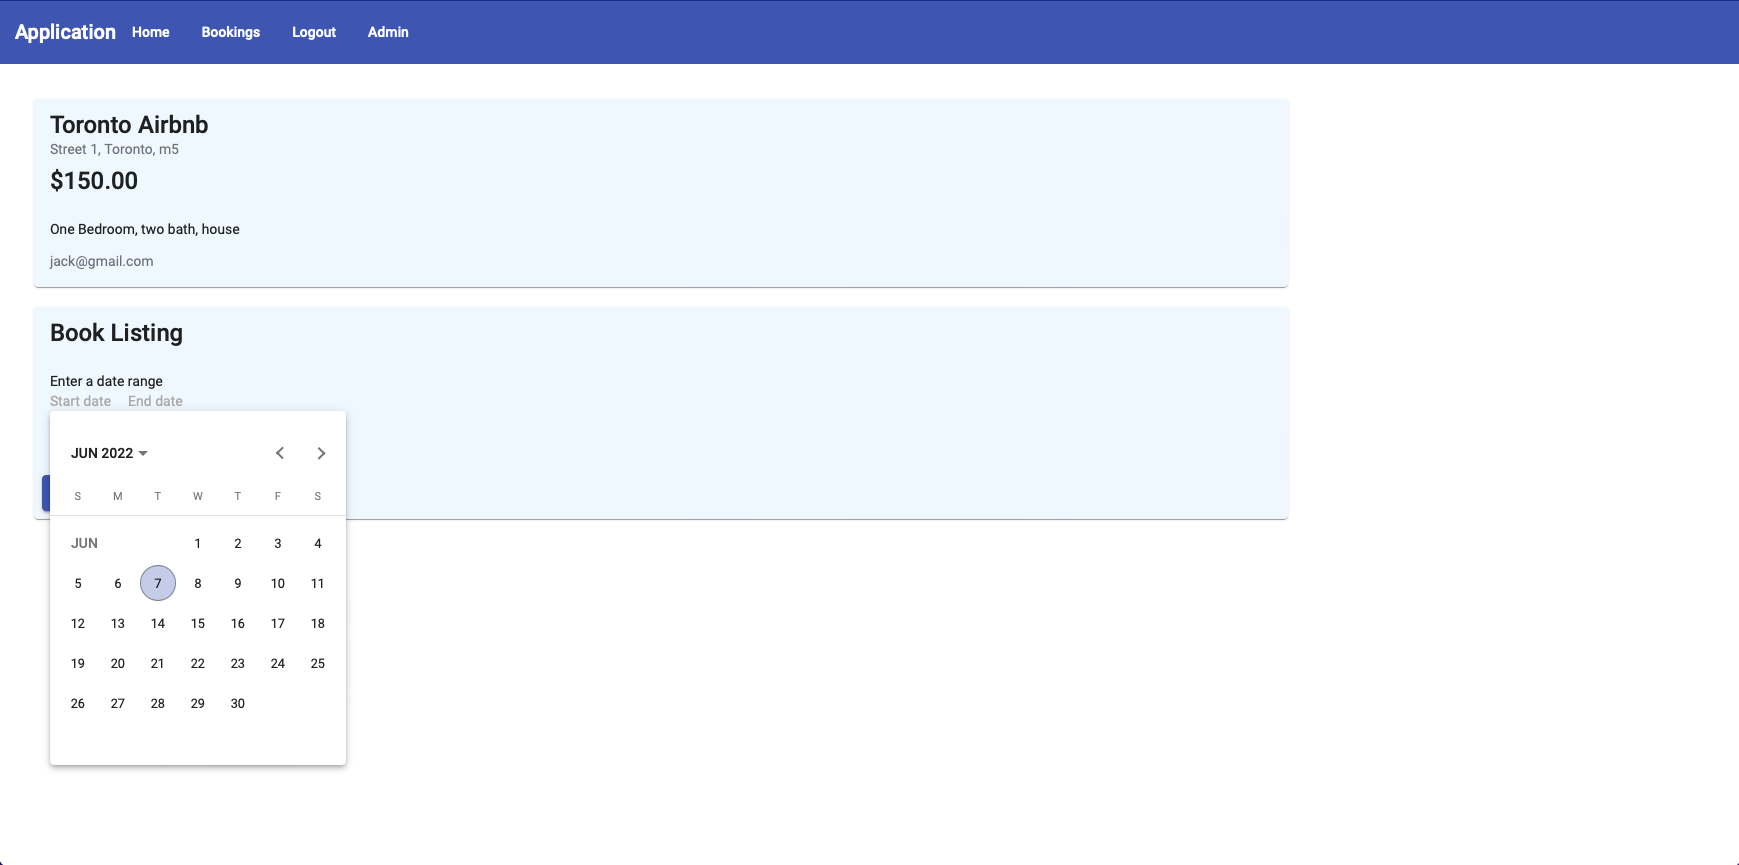 Application Home Bookings Logout Admin
Toronto Airbnb
Street 1, Toronto, m5
$150.00
One Bedroom, two bath, house
jack@gmail.com
Book Listing
Enter a date range
Start date End date
JUN 2022
S M T W T F S
JUN 1 2 3 4
5 6 7 8 9 10 11
12 13 14 15 16 17 18
19 20 21 22 23 24 25
26 27 28 29 30